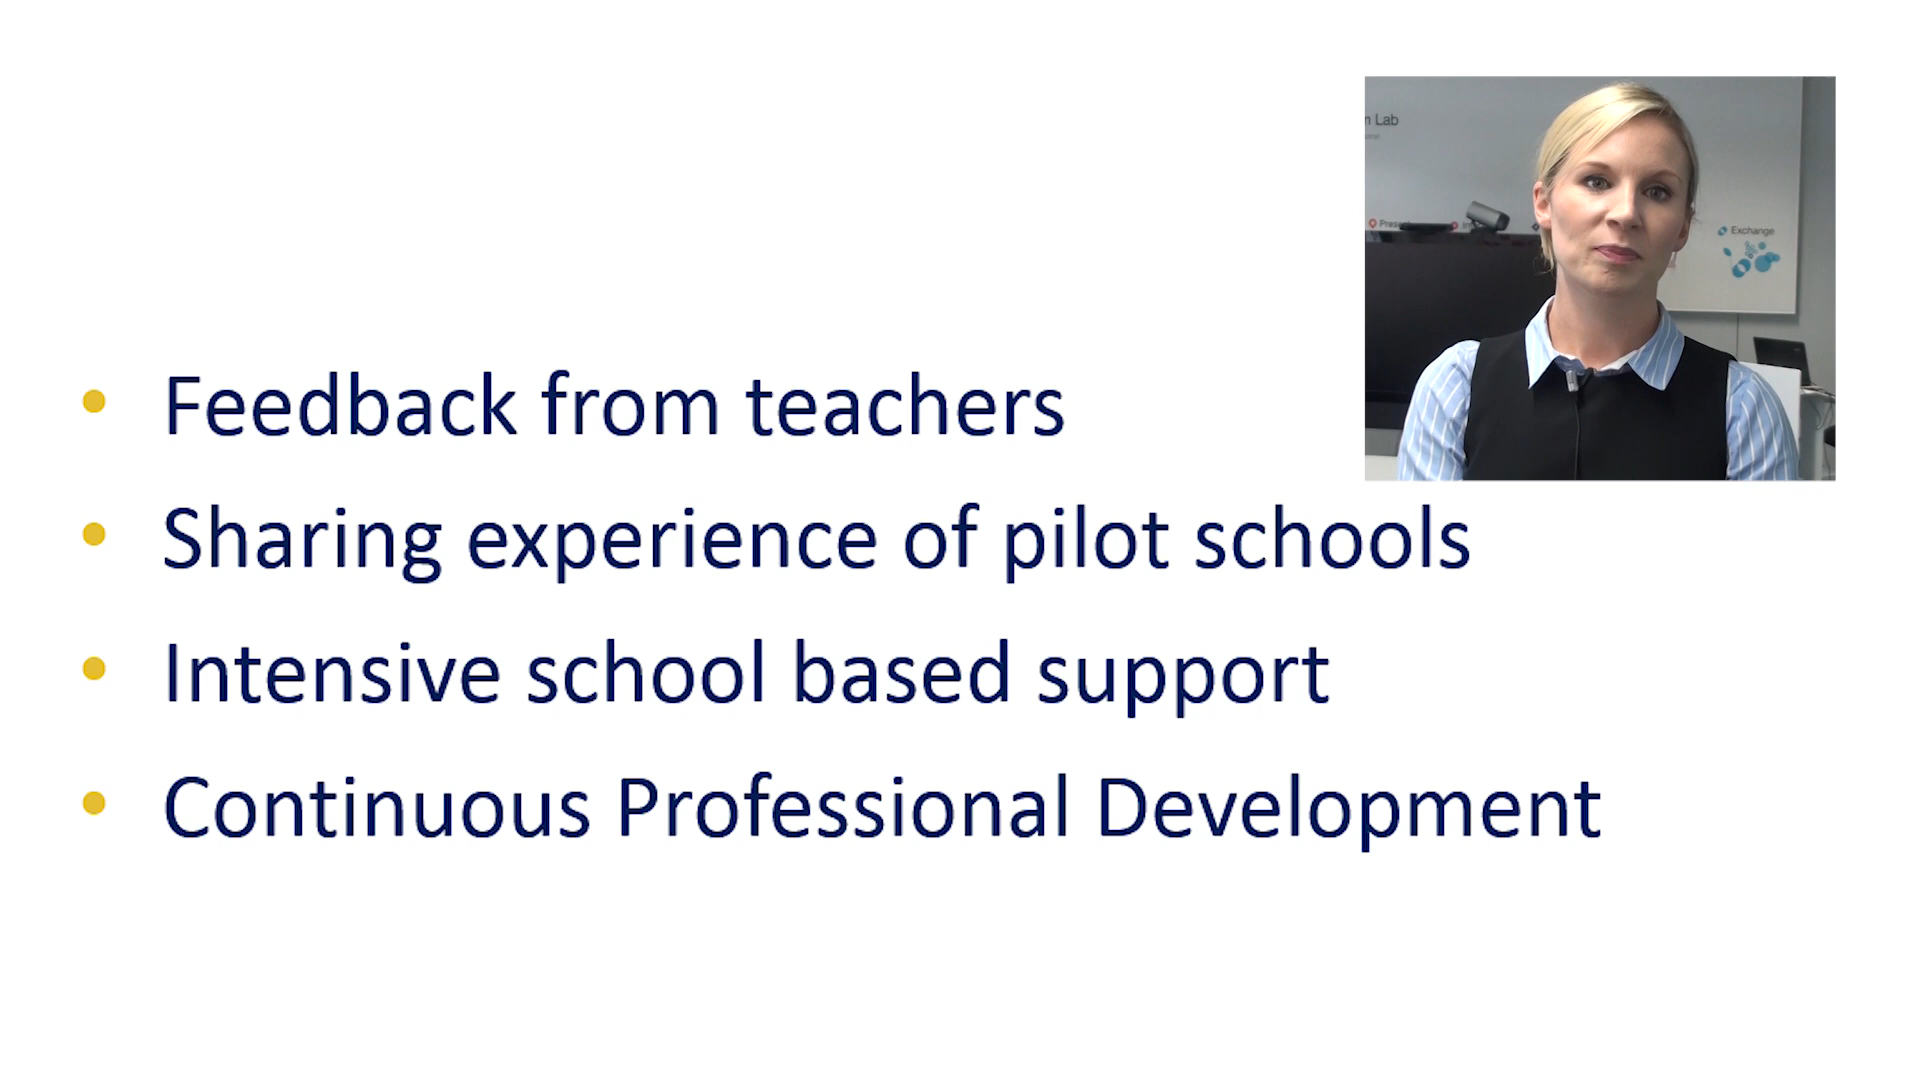 n Lab
Exchange
Feedback from teachers
Sharing experience of pilot schools
Intensive school based support
Continuous Professional Development